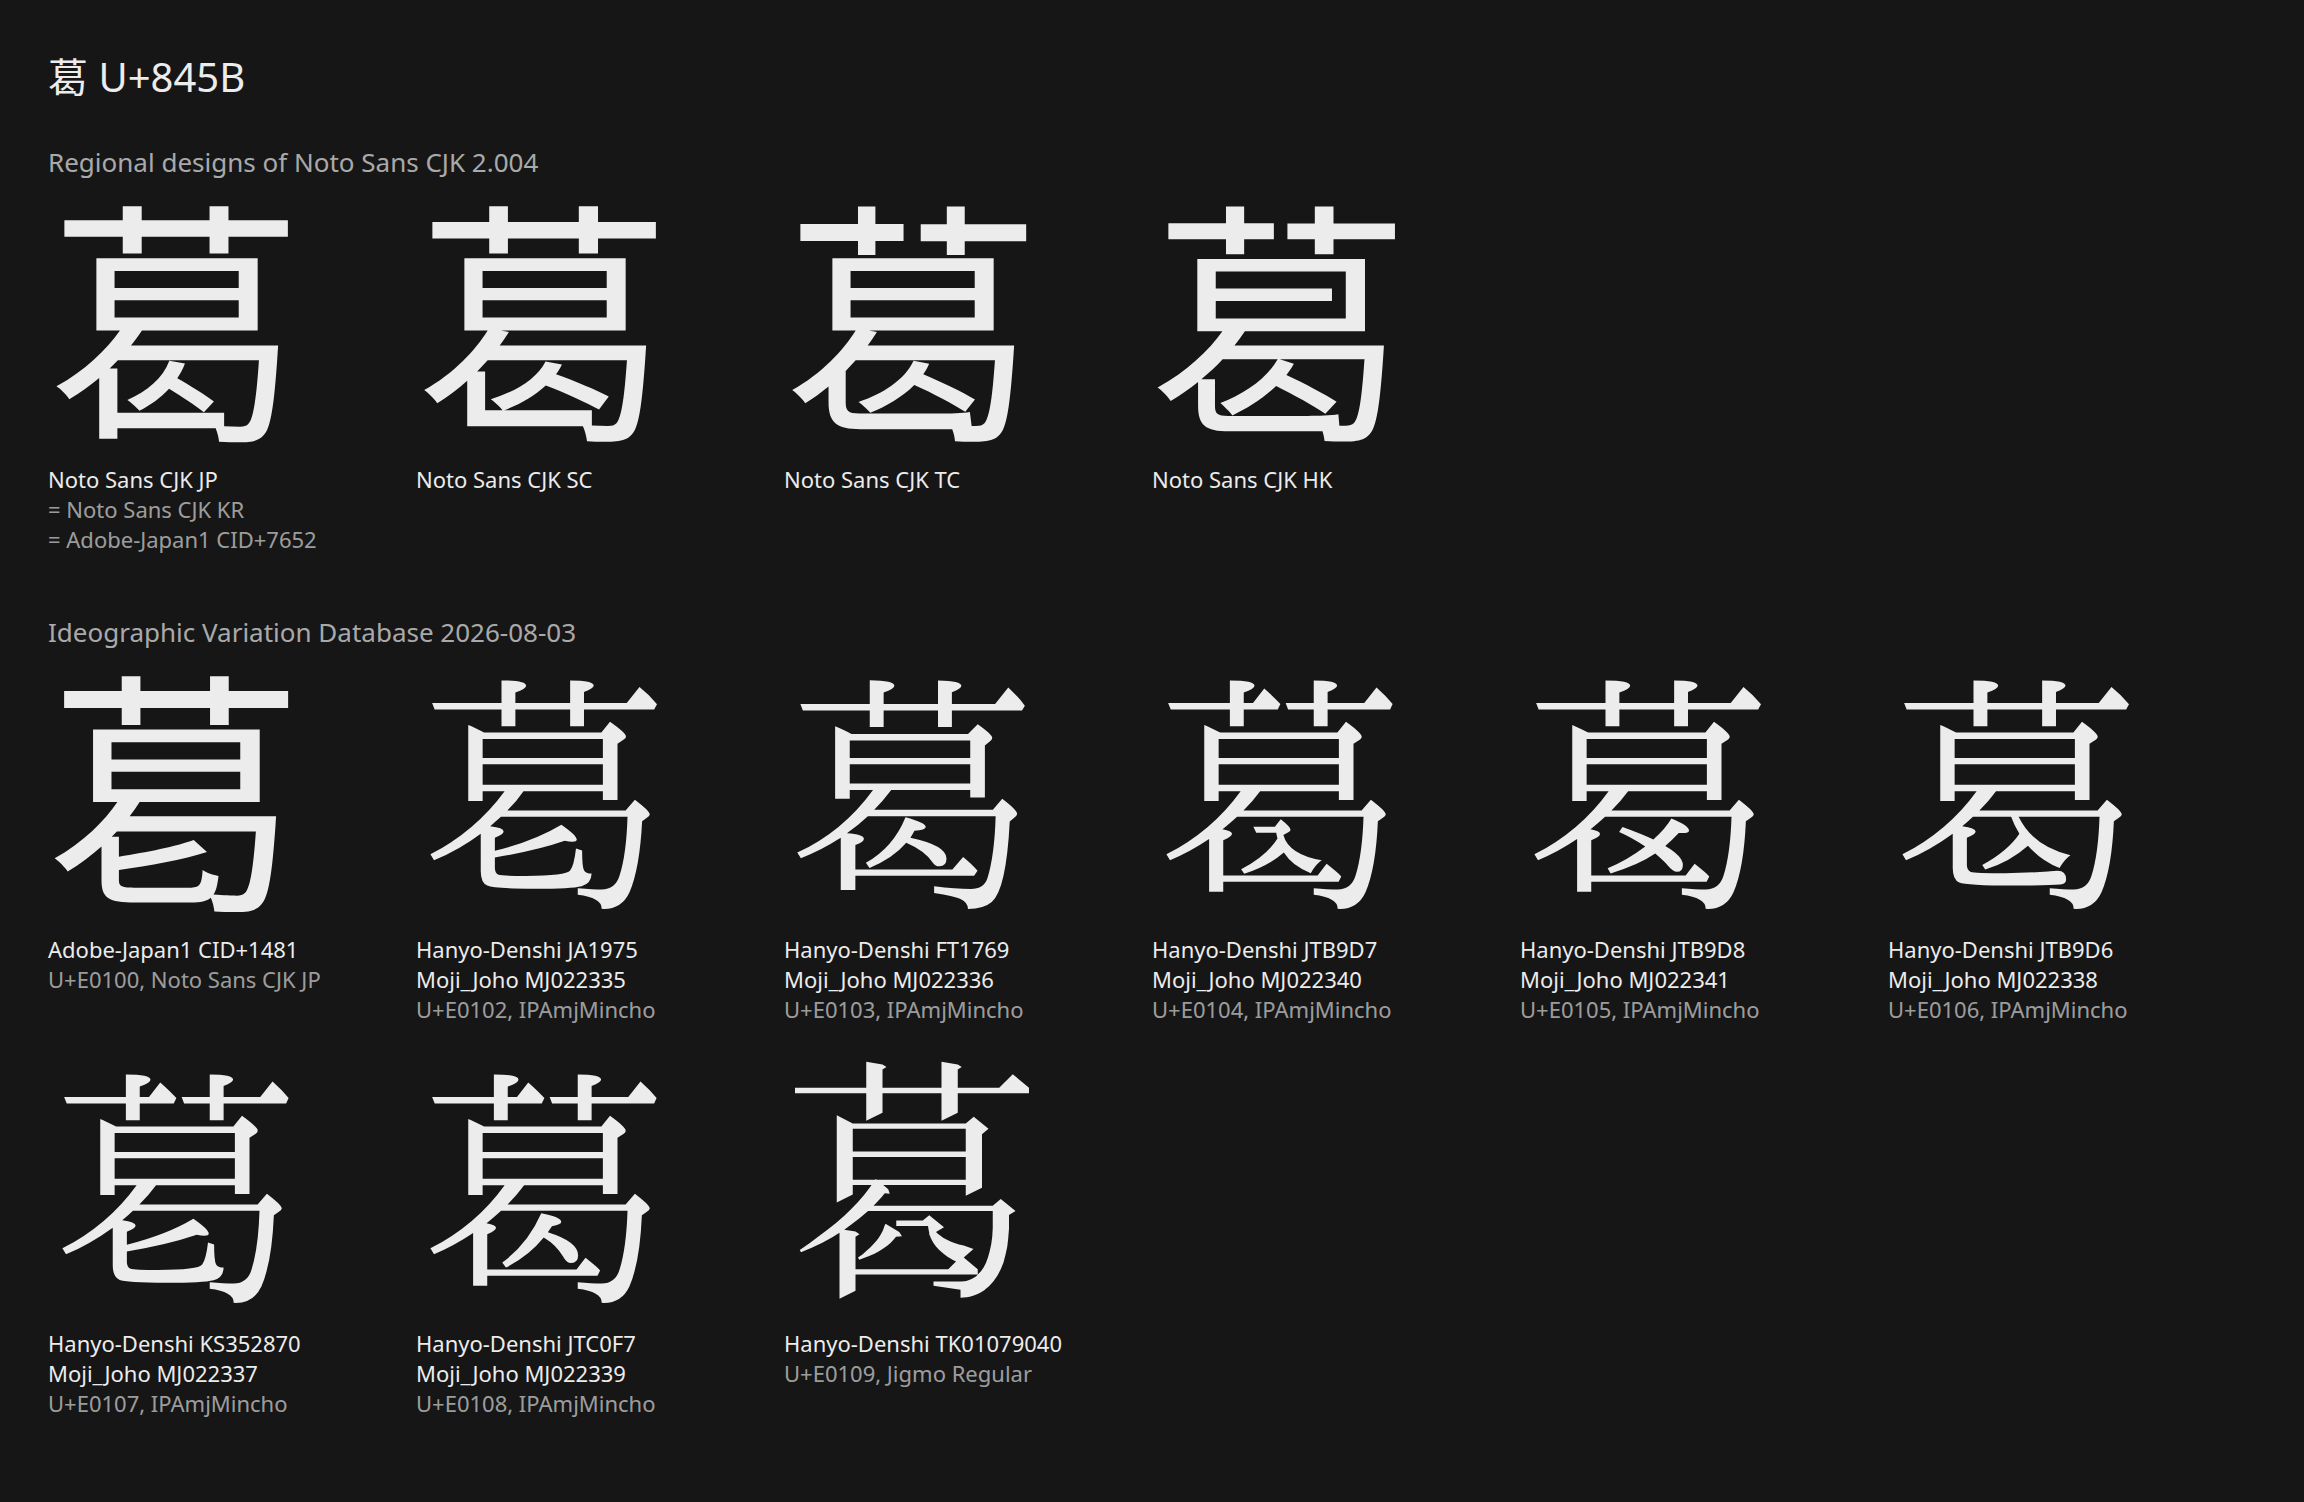 葛 U+845B
Regional designs of Noto Sans CJK 2.004
葛 葛 葛 葛
Noto Sans CJK JP
= Noto Sans CJK KR
= Adobe-Japan1 CID+7652
Noto Sans CJK SC
Noto Sans CJK TC
Noto Sans CJK HK
Ideographic Variation Database 2026-08-03
葛󠄀 葛󠄂 葛󠄃 葛󠄄 葛󠄅 葛󠄆
Adobe-Japan1 CID+1481
U+E0100, Noto Sans CJK JP
Hanyo-Denshi JA1975
Moji_Joho MJ022335
U+E0102, IPAmjMincho
Hanyo-Denshi FT1769
Moji_Joho MJ022336
U+E0103, IPAmjMincho
Hanyo-Denshi JTB9D7
Moji_Joho MJ022340
U+E0104, IPAmjMincho
Hanyo-Denshi JTB9D8
Moji_Joho MJ022341
U+E0105, IPAmjMincho
Hanyo-Denshi JTB9D6
Moji_Joho MJ022338
U+E0106, IPAmjMincho
葛󠄇 葛󠄈 葛󠄉
Hanyo-Denshi KS352870
Moji_Joho MJ022337
U+E0107, IPAmjMincho
Hanyo-Denshi JTC0F7
Moji_Joho MJ022339
U+E0108, IPAmjMincho
Hanyo-Denshi TK01079040
U+E0109, Jigmo Regular